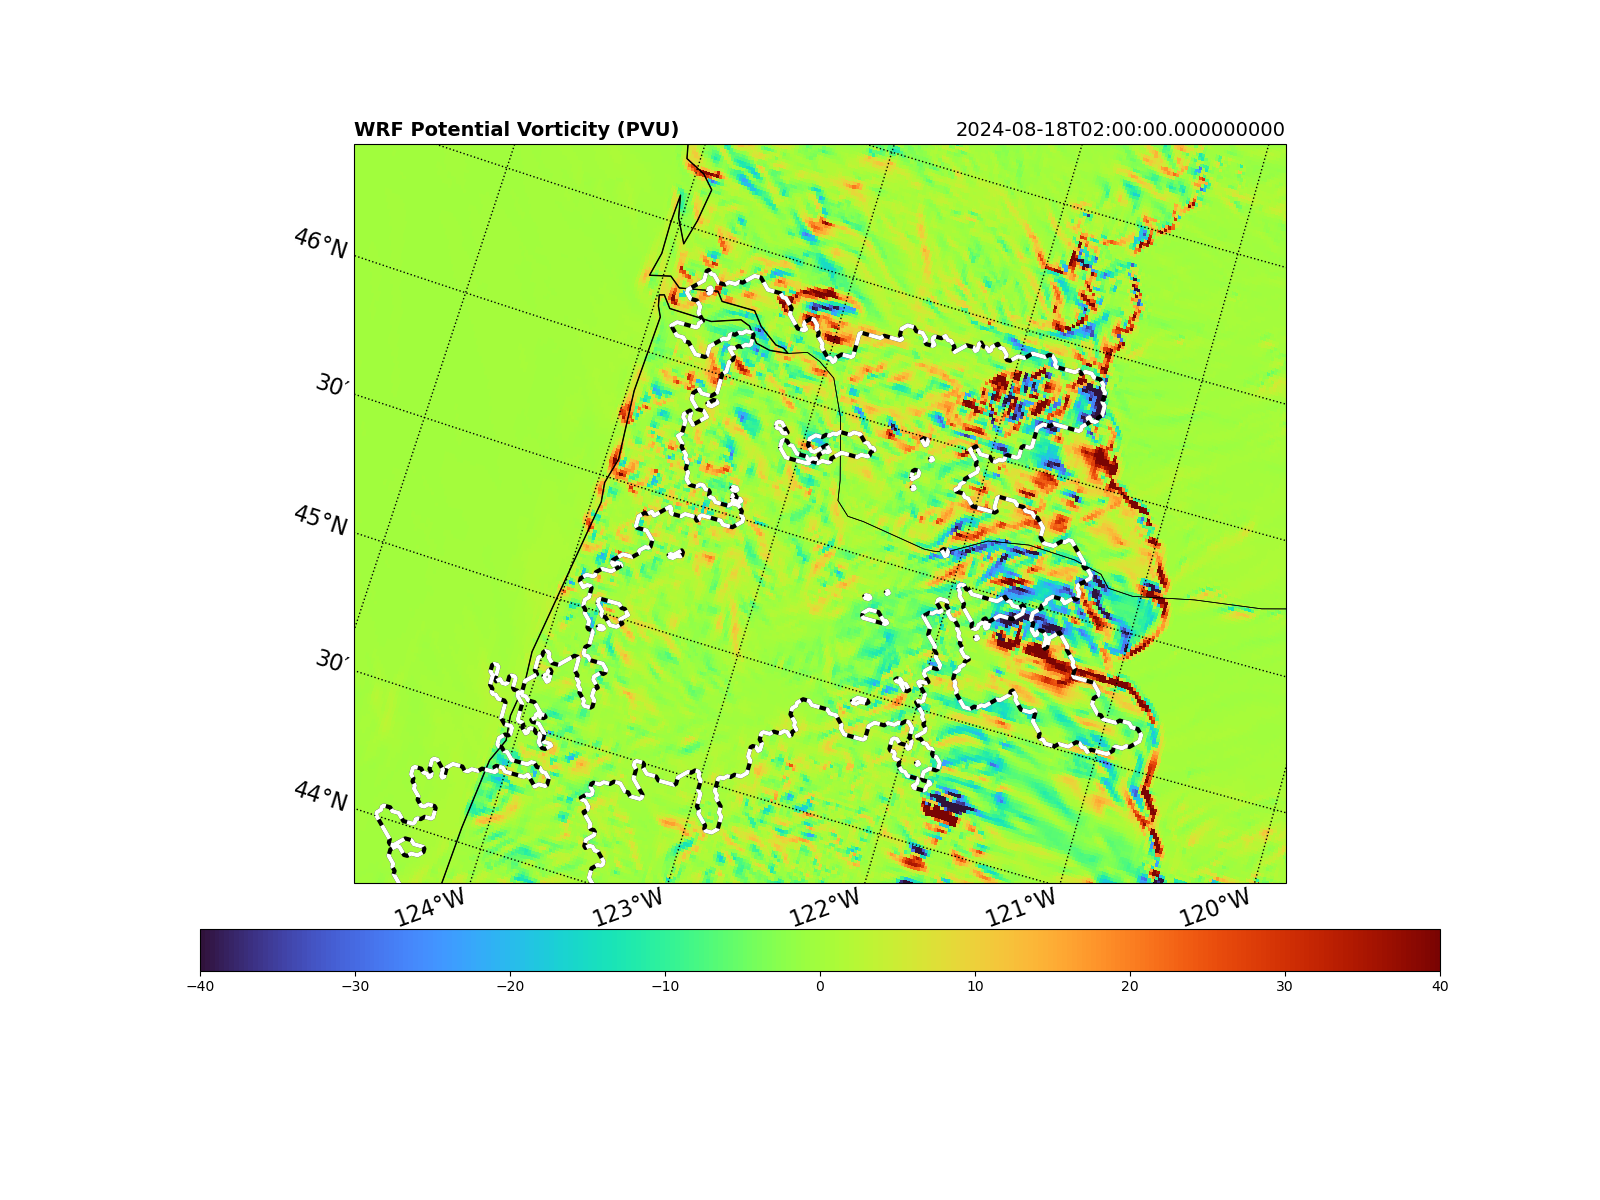 WRF Potential Vorticity (PVU) 2024-08-18T02:00:00.000000000
46°N
30′
45°N
30′
44°N
124°W 123°W 122°W 121°W 120°W
−40 −30 −20 −10 0 10 20 30 40